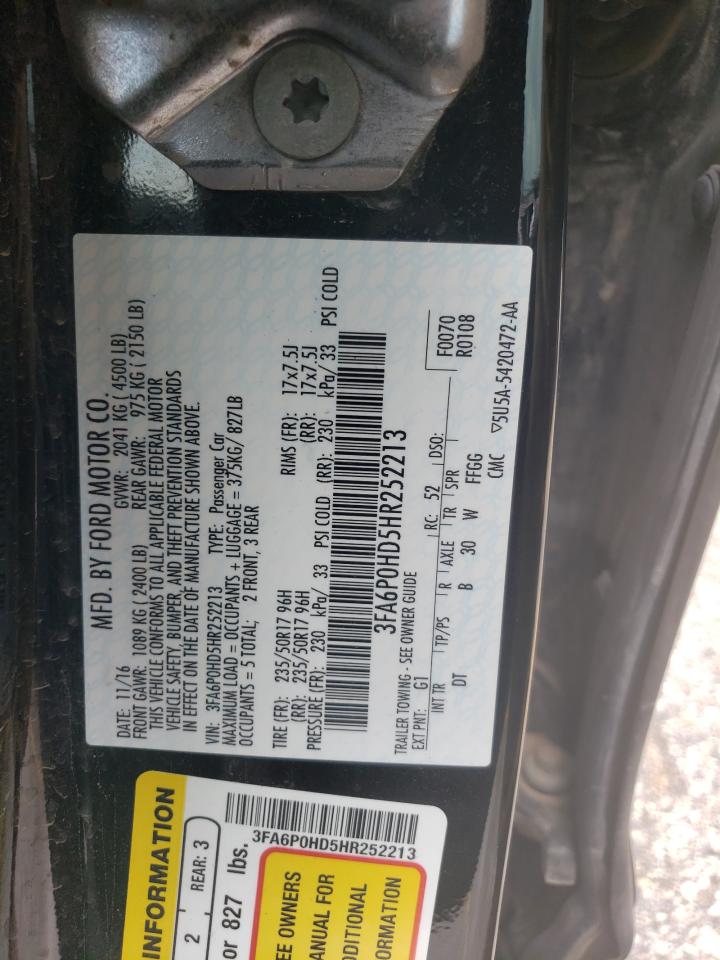 MFD. BY FORD MOTOR CO.
DATE: 11/16 GVWR: 2041 KG ( 4500 LB)
FRONT GAWR: 1089 KG ( 2400 LB) REAR GAWR: 975 KG ( 2150 LB)
THIS VEHICLE CONFORMS TO ALL APPLICABLE FEDERAL MOTOR
VEHICLE SAFETY, BUMPER, AND THEFT PREVENTION STANDARDS
IN EFFECT ON THE DATE OF MANUFACTURE SHOWN ABOVE.
VIN: 3FA6P0HD5HR252213 TYPE: Passenger Car
MAXIMUM LOAD = OCCUPANTS + LUGGAGE = 375KG/ 827LB
OCCUPANTS = 5 TOTAL; 2 FRONT, 3 REAR
TIRE (FR): 235/50R17 96H RIMS (FR): 17x7.5J
(RR): 235/50R17 96H (RR): 17x7.5J
PRESSURE (FR): 230 kPa/ 33 PSI COLD (RR): 230 kPa/ 33 PSI COLD
3FA6P0HD5HR252213
TRAILER TOWING - SEE OWNER GUIDE
EXT PNT: G1 RC: 52 DSO: F0070
R0108
INT TR TP/PS R AXLE TR SPR
DT B 30 W FFGG
CMC ▽5U5A-5420472-AA
INFORMATION
2 REAR: 3
or 827 lbs.
3FA6P0HD5HR252213
EE OWNERS
ANUAL FOR
DDITIONAL
ORMATION